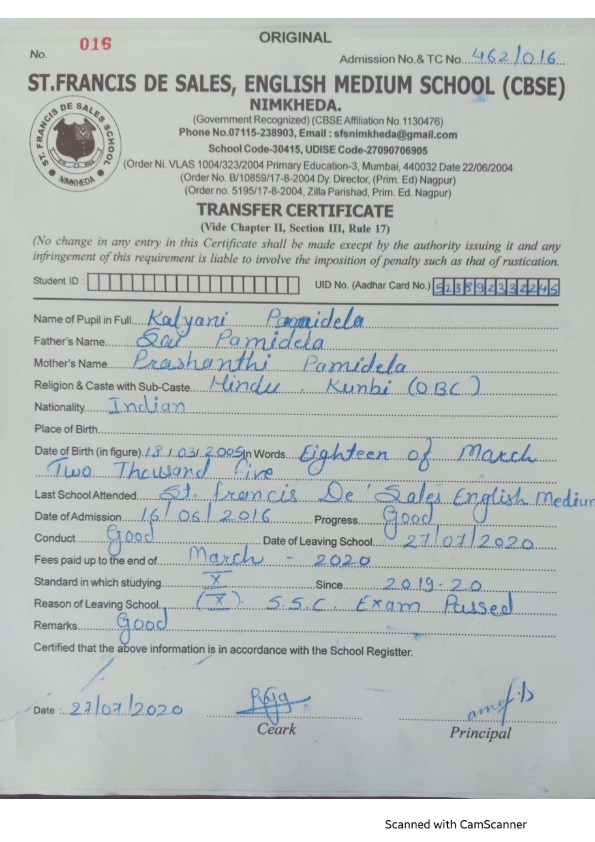 ORIGINAL
No. 016
Admission No.& TC No. 462/016
ST.FRANCIS DE SALES, ENGLISH MEDIUM SCHOOL (CBSE)
NIMKHEDA.
(Government Recognized) (CBSE Affiliation No.1130476)
Phone No.07115-238903, Email : sfsnimkheda@gmail.com
School Code-30415, UDISE Code-27090706905
(Order Ni. VLAS 1004/323/2004 Primary Education-3, Mumbai, 440032 Date 22/06/2004
(Order No. B/10859/17-8-2004 Dy. Director, (Prim. Ed) Nagpur)
(Order no. 5195/17-8-2004, Zilla Parishad, Prim. Ed. Nagpur)
ST. FRANCIS DE SALES SCHOOL
NIMKHEDA
TRANSFER CERTIFICATE
(Vide Chapter II, Section III, Rule 17)
(No change in any entry in this Certificate shall be made execpt by the authority issuing it and any
infringement of this requirement is liable to involve the imposition of penalty such as that of rustication.
Student ID : UID No. (Aadhar Card No.) 523892332245
Name of Pupil in Full. Kalyani
Father's Name Sai Pamidela
Mother's Name Prashanthi Pamidela
Religion & Caste with Sub-Caste Hindu. Kunbi (OBC)
Nationality Indian
Place of Birth
Date of Birth (in figure) 18/03/2005 In Words Eighteen of March
Two Thousand Five
Last School Attended St. Francis De' Sales English Medium
Date of Admission 16/06/2016 Progress Good
Conduct Good Date of Leaving School 27/07/2020
Fees paid up to the end of March - 2020
Standard in which studying X Since 2019-20
Reason of Leaving School (X). S.S.C. Exam Passed
Remarks Good
Certified that the above information is in accordance with the School Registter.
Date : 27/07/2020
Ceark
Principal
Scanned with CamScanner